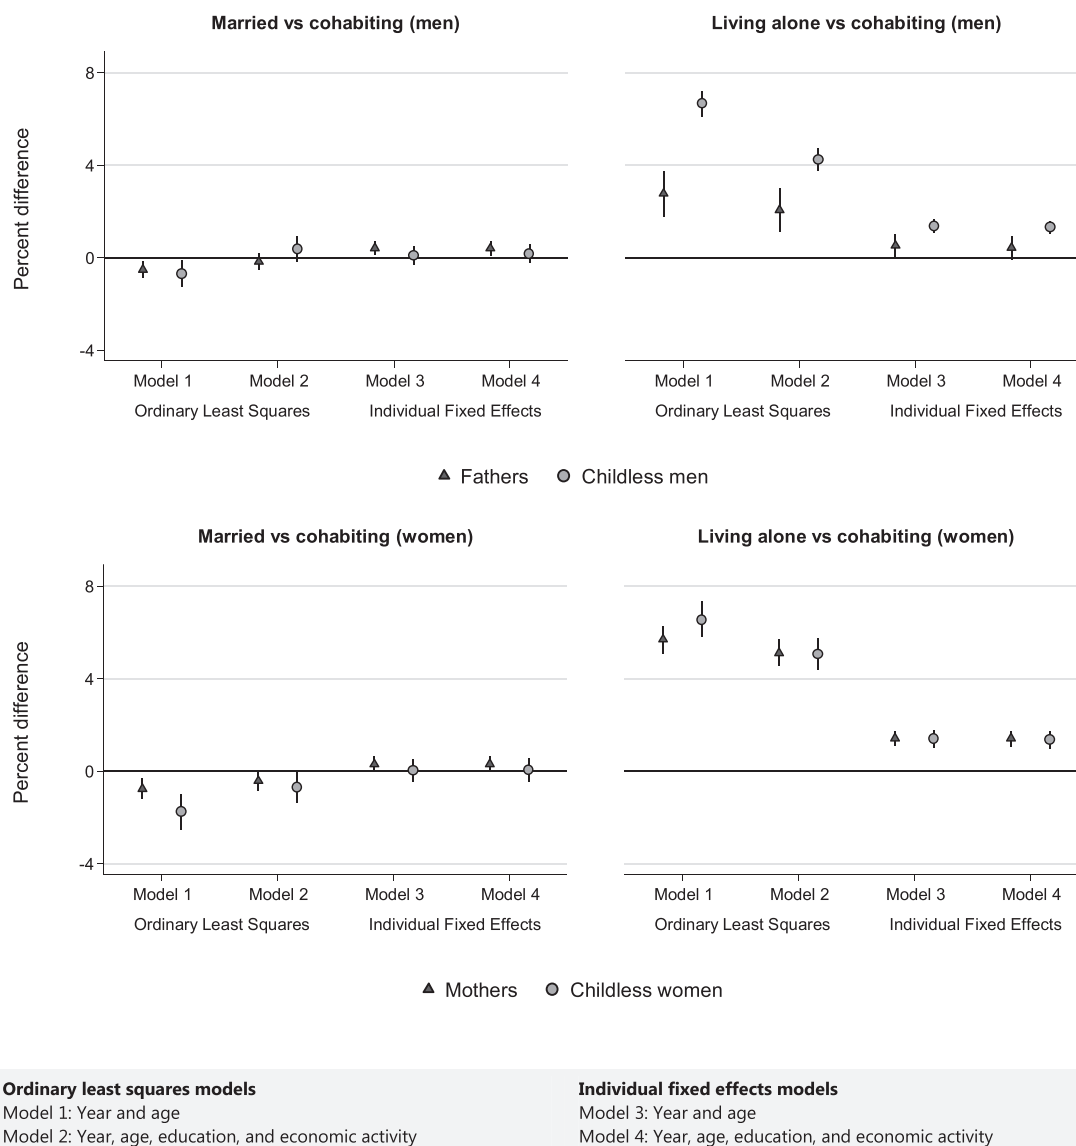 Married vs cohabiting (men)
Living alone vs cohabiting (men)
Percent difference
8
4
0
-4
Model 1 Model 2 Model 3 Model 4
Ordinary Least Squares Individual Fixed Effects
Model 1 Model 2 Model 3 Model 4
Ordinary Least Squares Individual Fixed Effects
Fathers Childless men
Married vs cohabiting (women)
Living alone vs cohabiting (women)
Percent difference
8
4
0
-4
Model 1 Model 2 Model 3 Model 4
Ordinary Least Squares Individual Fixed Effects
Model 1 Model 2 Model 3 Model 4
Ordinary Least Squares Individual Fixed Effects
Mothers Childless women
Ordinary least squares models
Model 1: Year and age
Model 2: Year, age, education, and economic activity
Individual fixed effects models
Model 3: Year and age
Model 4: Year, age, education, and economic activity